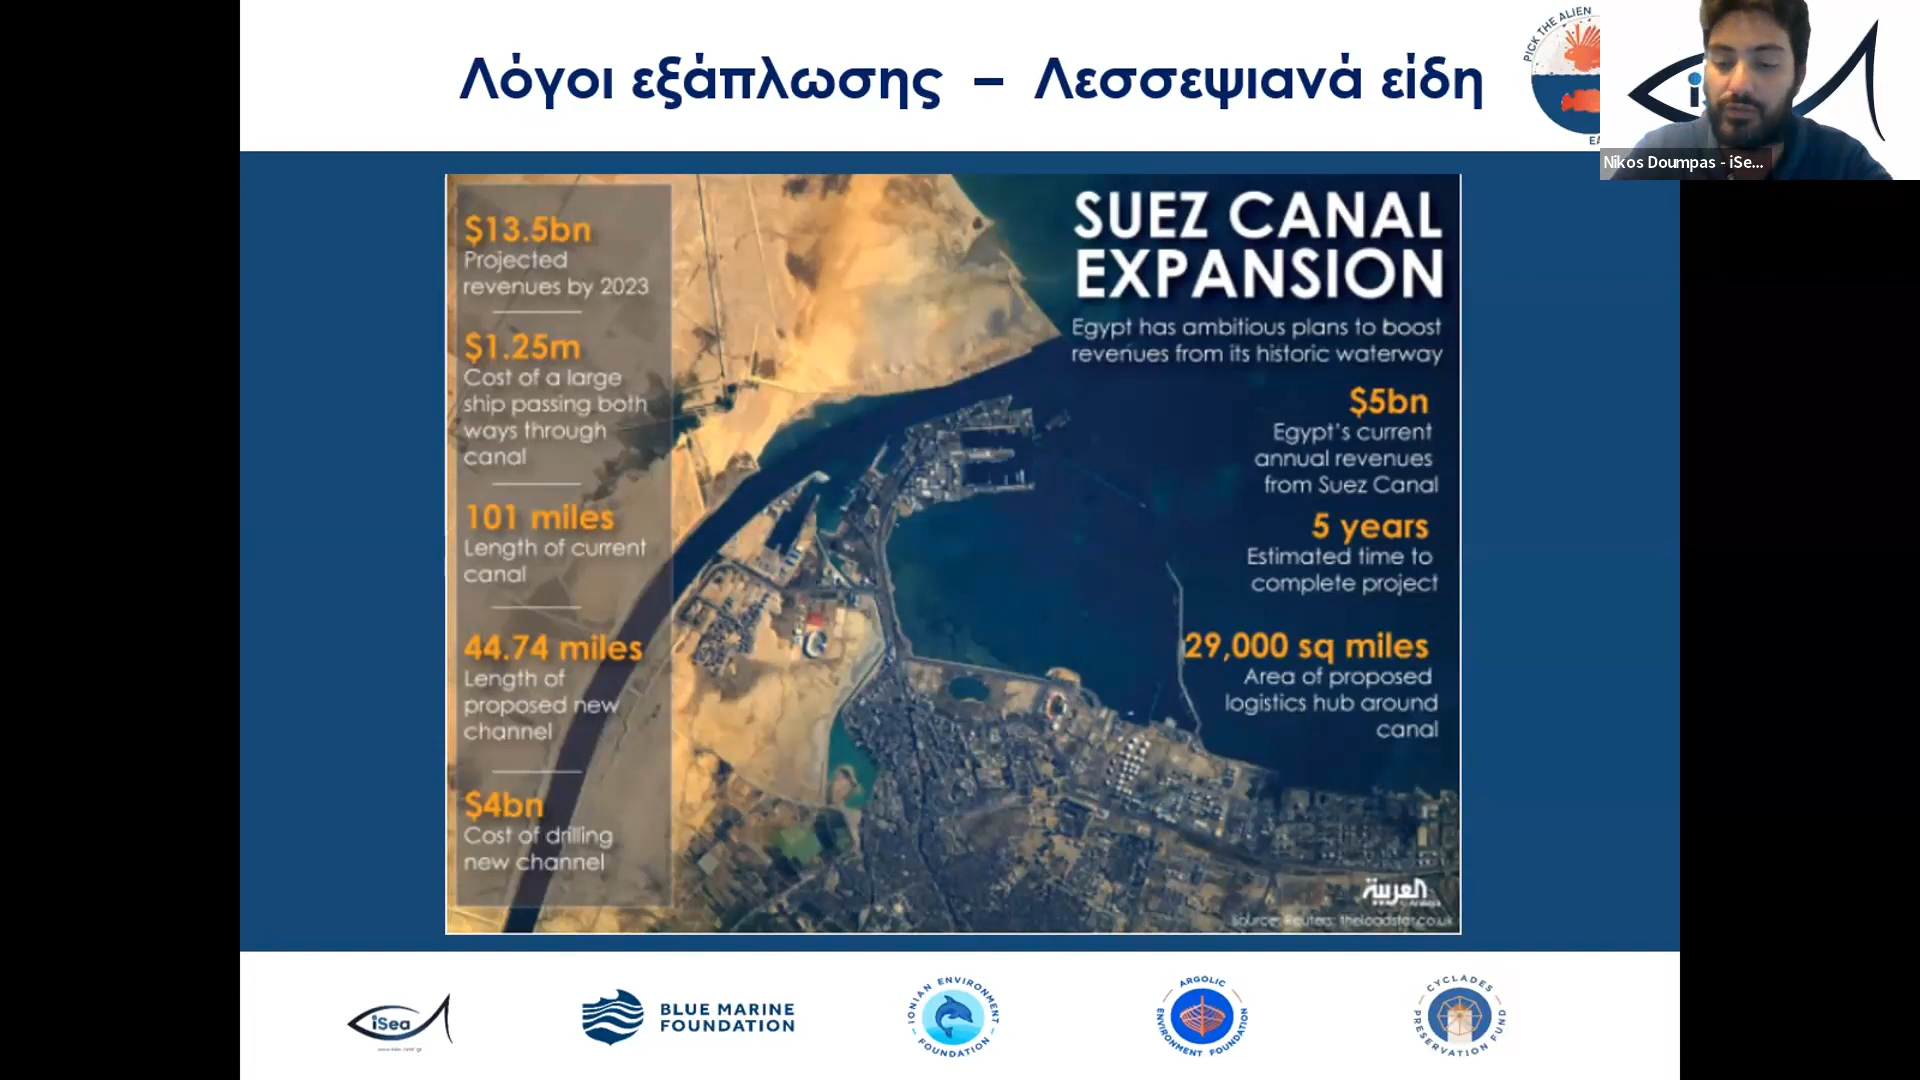 Λόγοι εξάπλωσης – Λεσσεψιανά είδη
PICK THE ALIEN
Nikos Doumpas - iSe...
$13.5bn
Projected
revenues by 2023
$1.25m
Cost of a large
ship passing both
ways through
canal
101 miles
Length of current
canal
44.74 miles
Length of
proposed new
channel
$4bn
Cost of drilling
new channel
SUEZ CANAL
EXPANSION
Egypt has ambitious plans to boost
revenues from its historic waterway
$5bn
Egypt's current
annual revenues
from Suez Canal
5 years
Estimated time to
complete project
29,000 sq miles
Area of proposed
logistics hub around
canal
العربية
Source: Reuters; theloadstar.co.uk
iSea
BLUE MARINE
FOUNDATION
IONIAN ENVIRONMENT
FOUNDATION
ARGOLIC
ENVIRONMENT FOUNDATION
CYCLADES
PRESERVATION FUND